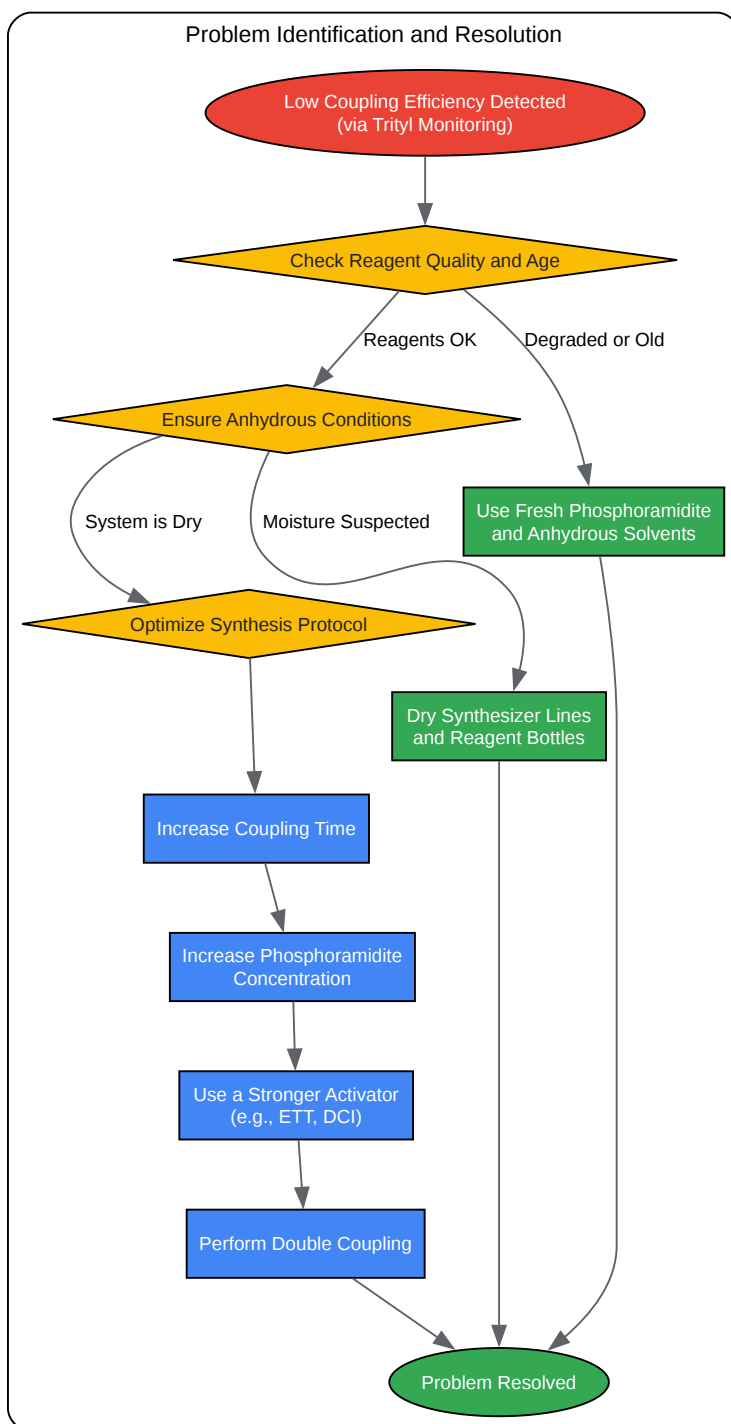 Problem Identification and Resolution
Low Coupling Efficiency Detected
(via Trityl Monitoring)
Check Reagent Quality and Age
Reagents OK
Degraded or Old
Ensure Anhydrous Conditions
System is Dry
Moisture Suspected
Use Fresh Phosphoramidite
and Anhydrous Solvents
Optimize Synthesis Protocol
Dry Synthesizer Lines
and Reagent Bottles
Increase Coupling Time
Increase Phosphoramidite
Concentration
Use a Stronger Activator
(e.g., ETT, DCI)
Perform Double Coupling
Problem Resolved